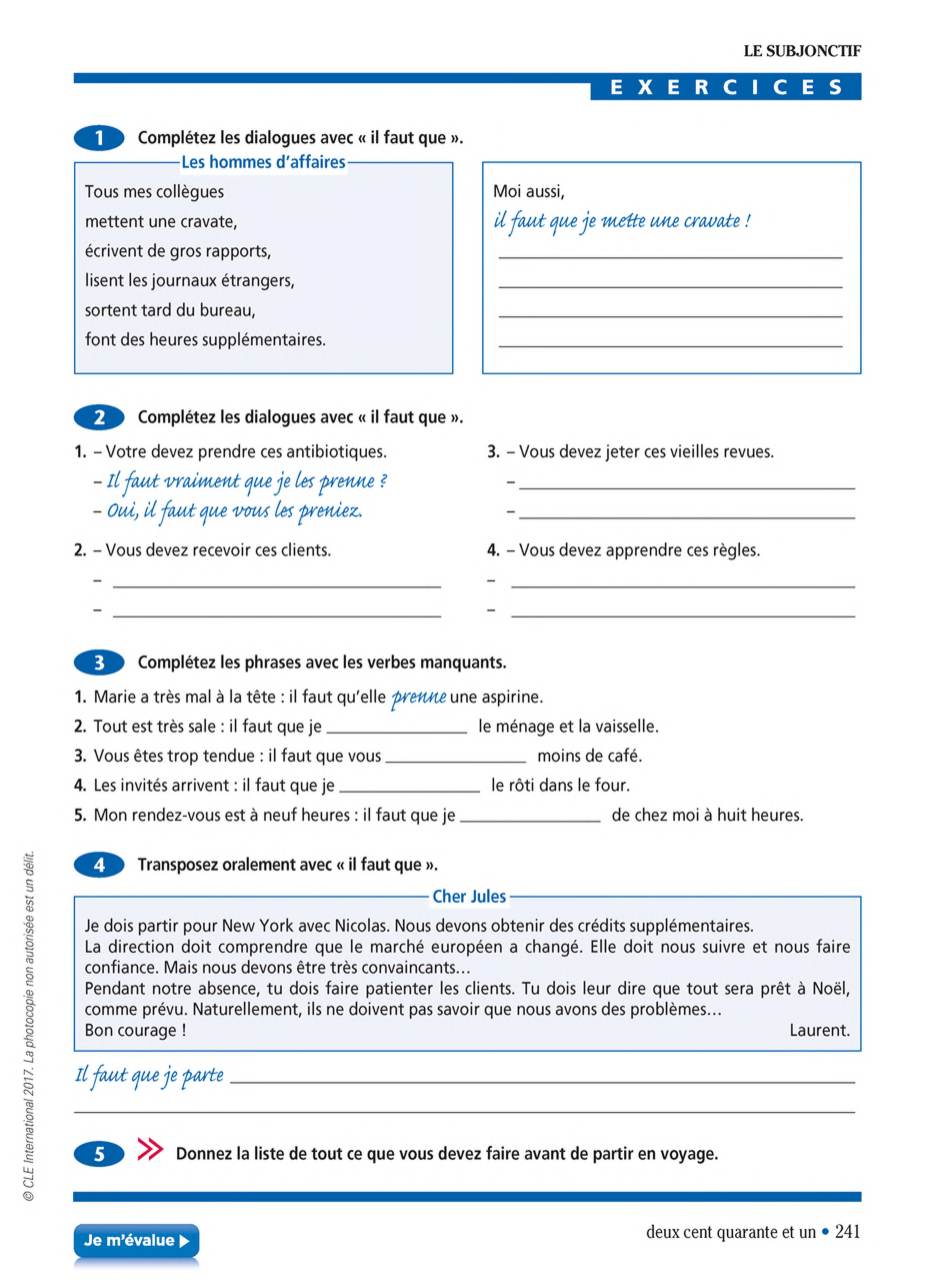 LE SUBJONCTIF
EXERCICES
1 Complétez les dialogues avec « il faut que ».
Les hommes d'affaires
Tous mes collègues
mettent une cravate,
écrivent de gros rapports,
lisent les journaux étrangers,
sortent tard du bureau,
font des heures supplémentaires.
Moi aussi,
il faut que je mette une cravate !
2 Complétez les dialogues avec « il faut que ».
1. – Votre devez prendre ces antibiotiques.
– Il faut vraiment que je les prenne ?
– Oui, il faut que vous les preniez.
2. – Vous devez recevoir ces clients.
–
–
3. – Vous devez jeter ces vieilles revues.
–
–
4. – Vous devez apprendre ces règles.
–
–
3 Complétez les phrases avec les verbes manquants.
1. Marie a très mal à la tête : il faut qu'elle prenne une aspirine.
2. Tout est très sale : il faut que je ________ le ménage et la vaisselle.
3. Vous êtes trop tendue : il faut que vous ________ moins de café.
4. Les invités arrivent : il faut que je ________ le rôti dans le four.
5. Mon rendez-vous est à neuf heures : il faut que je ________ de chez moi à huit heures.
4 Transposez oralement avec « il faut que ».
Cher Jules
Je dois partir pour New York avec Nicolas. Nous devons obtenir des crédits supplémentaires.
La direction doit comprendre que le marché européen a changé. Elle doit nous suivre et nous faire
confiance. Mais nous devons être très convaincants…
Pendant notre absence, tu dois faire patienter les clients. Tu dois leur dire que tout sera prêt à Noël,
comme prévu. Naturellement, ils ne doivent pas savoir que nous avons des problèmes…
Bon courage ! Laurent.
Il faut que je parte
5 Donnez la liste de tout ce que vous devez faire avant de partir en voyage.
© CLE International 2017. La photocopie non autorisée est un délit.
Je m'évalue
deux cent quarante et un • 241